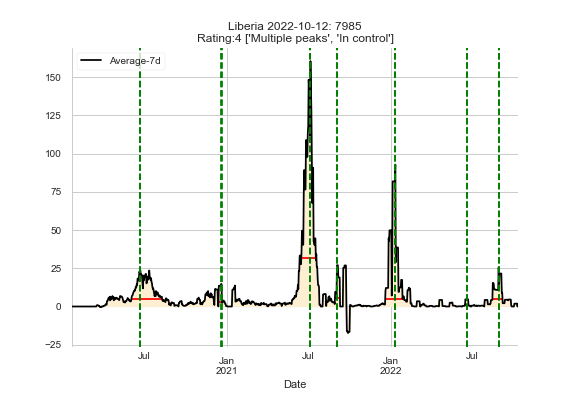 Liberia 2022-10-12: 7985
Rating:4 ['Multiple peaks', 'In control']
Average-7d
150
125
100
75
50
25
0
−25
Jul
Jan
2021
Jul
Jan
2022
Jul
Date